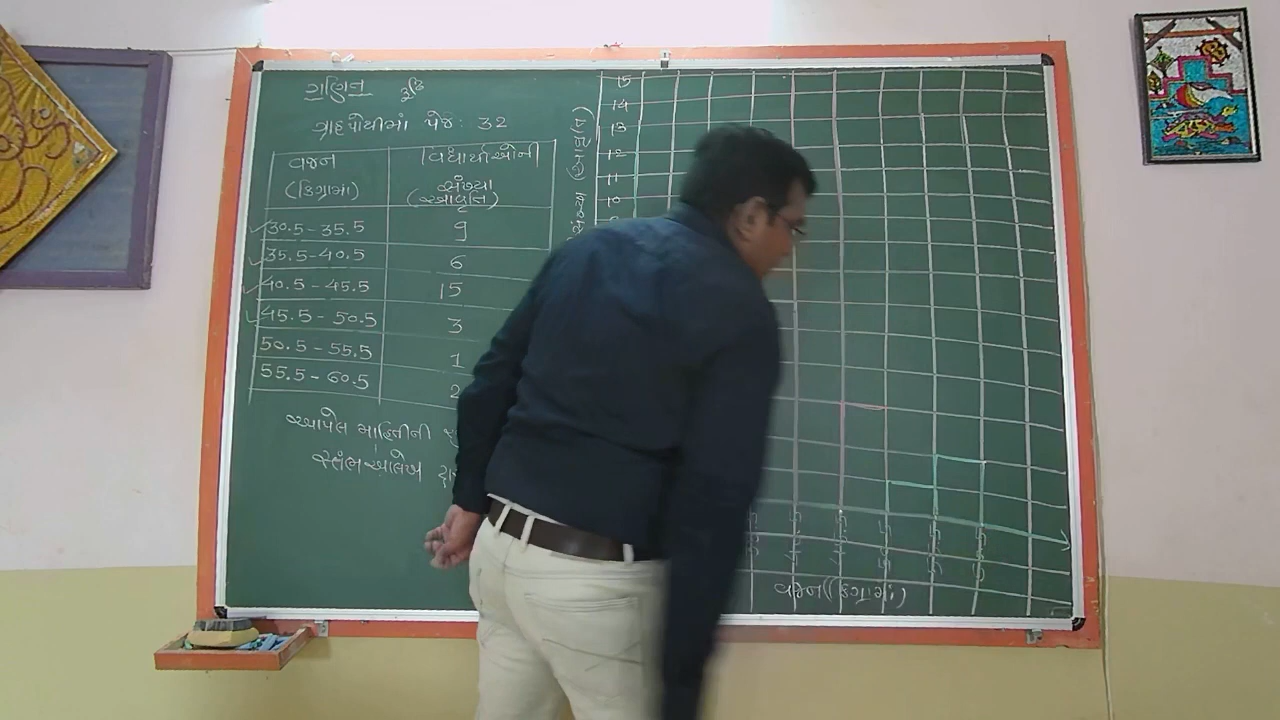 ગણિત
ગૃહપોથીમાં પેજ: 32
વજન વિદ્યાર્થીઓની
(કિગ્રામાં) સંખ્યા
(આવૃત્તિ)
30.5-35.5 9
35.5-40.5 6
40.5-45.5 15
45.5-50.5 3
50.5-55.5 1
55.5-60.5 2
આપેલ માહિતીની
સ્તંભઆલેખ
15
14
13
12
11
10
9
સંખ્યા (આવૃત્તિ)
વજન (કિગ્રામાં)